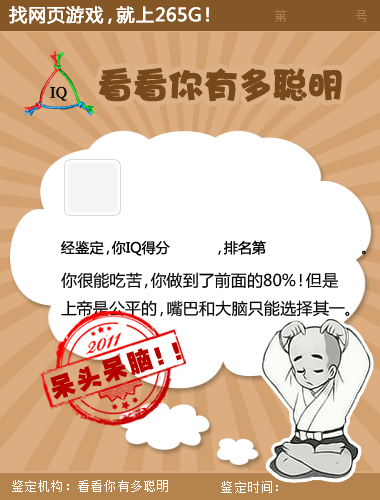 找网页游戏,就上265G!
第 号
IQ
看看你有多聪明
经鉴定,你IQ得分 ,排名第 。
你很能吃苦,你做到了前面的80%!但是
上帝是公平的,嘴巴和大脑只能选择其一。
2011
呆头呆脑!!
鉴定机构：看看你有多聪明
鉴定时间：